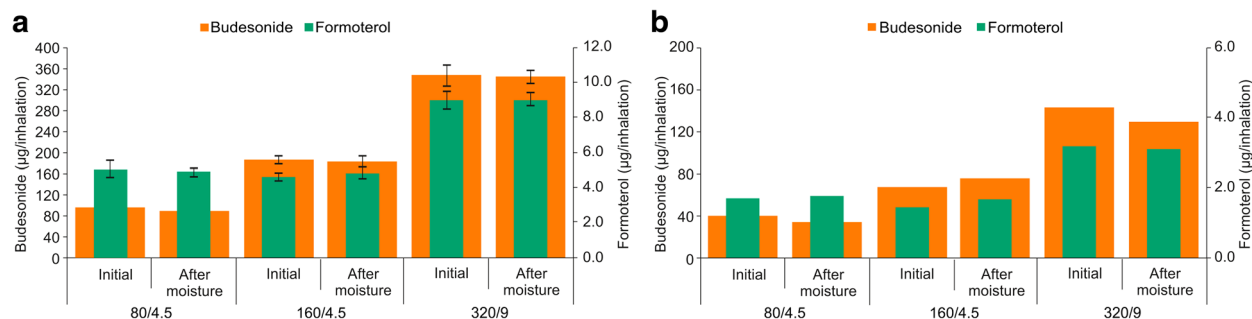 a
Budesonide Formoterol
Budesonide (µg/inhalation)
400
360
320
280
240
200
160
120
80
40
0
12.0
10.0
8.0
6.0
4.0
2.0
0.0
Formoterol (µg/inhalation)
Initial After moisture Initial After moisture Initial After moisture
80/4.5 160/4.5 320/9
b
Budesonide Formoterol
Budesonide (µg/inhalation)
200
160
120
80
40
0
6.0
4.0
2.0
0.0
Formoterol (µg/inhalation)
Initial After moisture Initial After moisture Initial After moisture
80/4.5 160/4.5 320/9